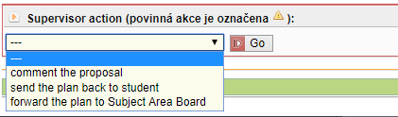 Supervisor action (povinná akce je označena ):
--- Go
---
comment the proposal
send the plan back to student
forward the plan to Subject Area Board